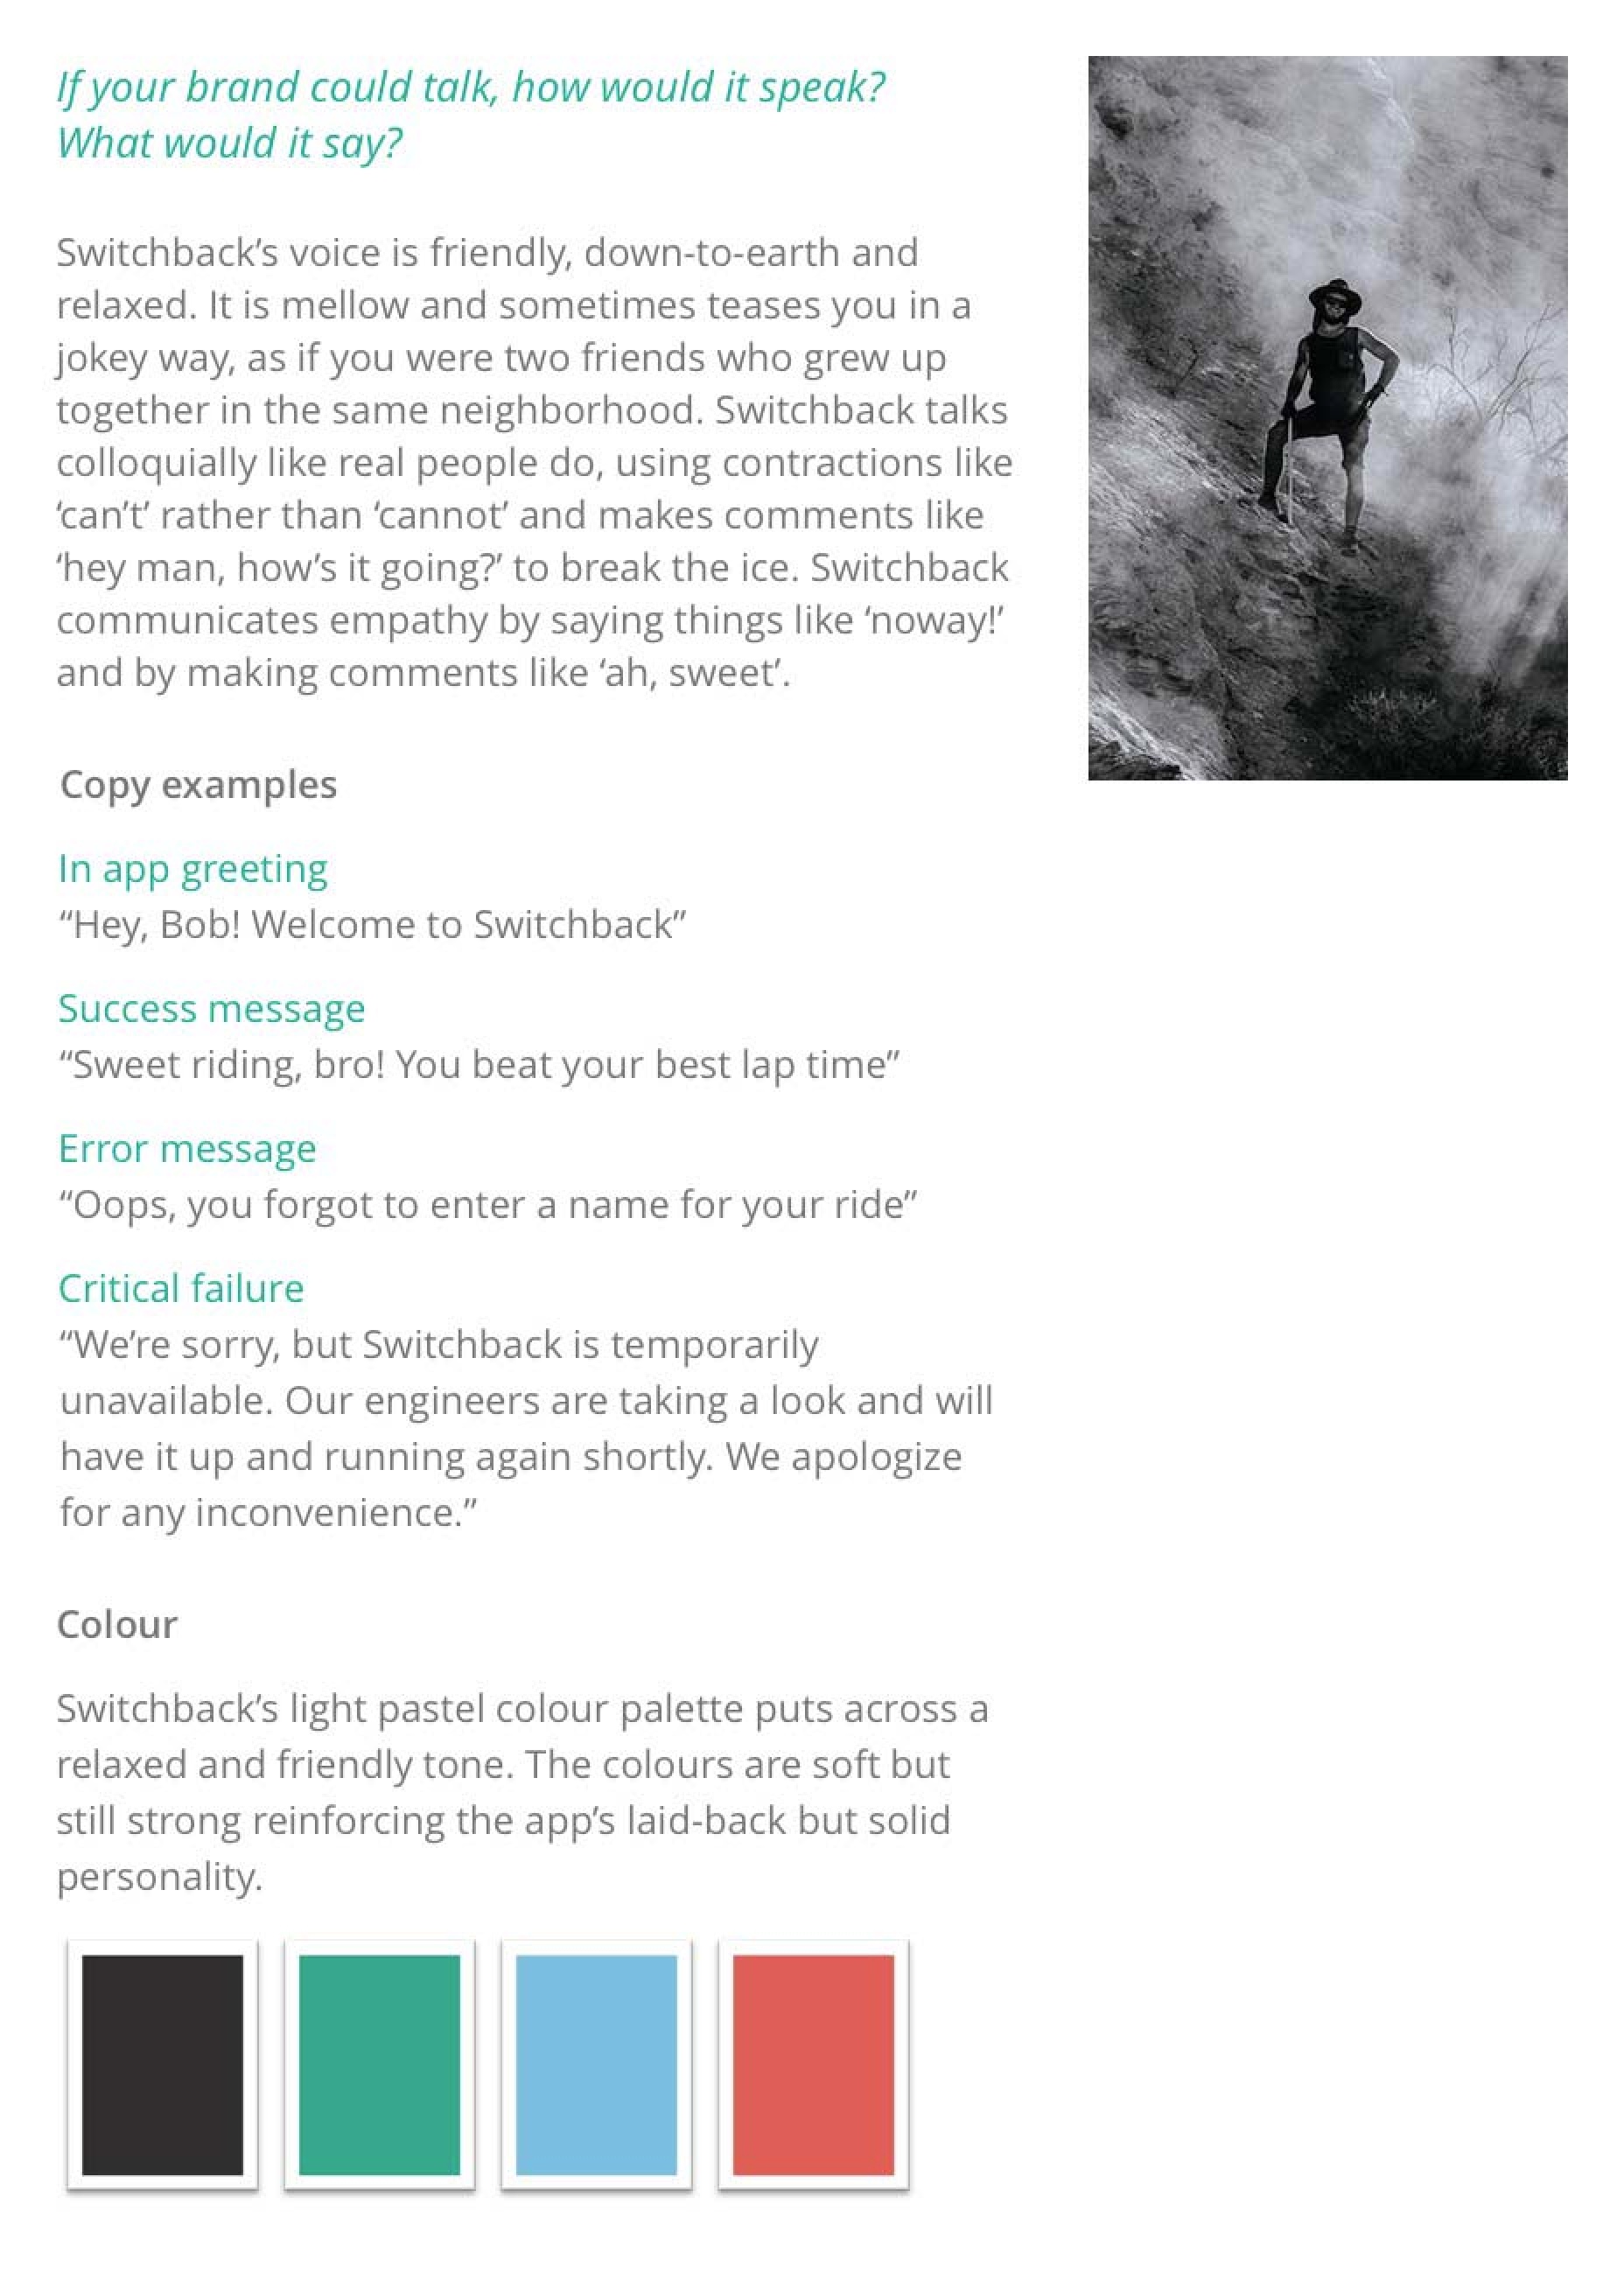 If your brand could talk, how would it speak?
What would it say?
Switchback’s voice is friendly, down-to-earth and
relaxed. It is mellow and sometimes teases you in a
jokey way, as if you were two friends who grew up
together in the same neighborhood. Switchback talks
colloquially like real people do, using contractions like
‘can’t’ rather than ‘cannot’ and makes comments like
‘hey man, how’s it going?’ to break the ice. Switchback
communicates empathy by saying things like ‘noway!’
and by making comments like ‘ah, sweet’.
Copy examples
In app greeting
“Hey, Bob! Welcome to Switchback”
Success message
“Sweet riding, bro! You beat your best lap time”
Error message
“Oops, you forgot to enter a name for your ride”
Critical failure
“We’re sorry, but Switchback is temporarily
unavailable. Our engineers are taking a look and will
have it up and running again shortly. We apologize
for any inconvenience.”
Colour
Switchback’s light pastel colour palette puts across a
relaxed and friendly tone. The colours are soft but
still strong reinforcing the app’s laid-back but solid
personality.